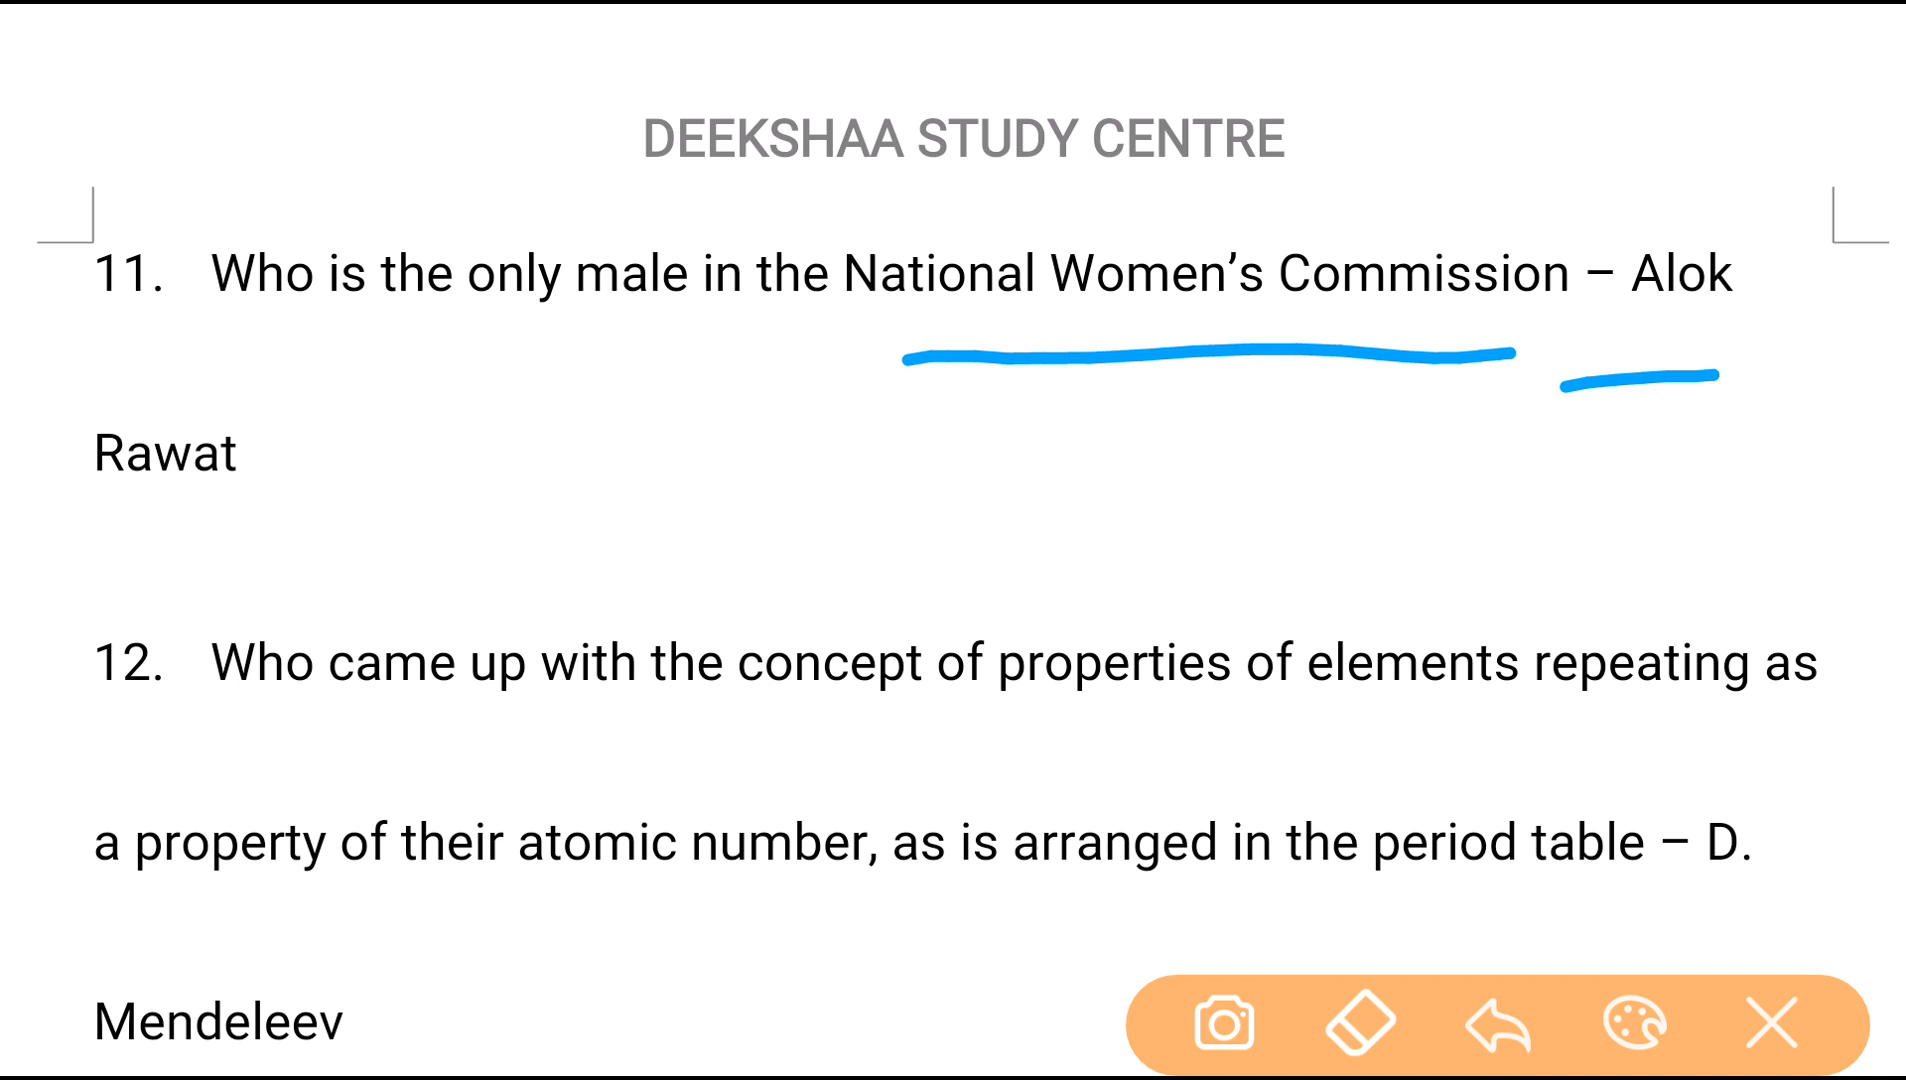 DEEKSHAA STUDY CENTRE
11. Who is the only male in the National Women’s Commission – Alok
Rawat
12. Who came up with the concept of properties of elements repeating as
a property of their atomic number, as is arranged in the period table – D.
Mendeleev